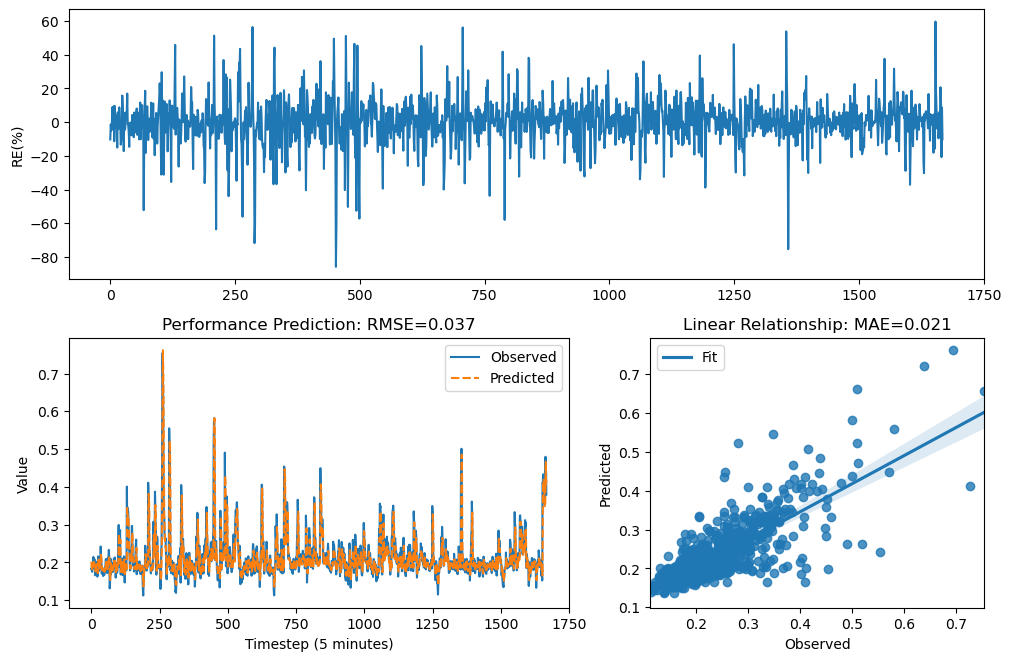 60
40
20
0
−20
−40
−60
−80
RE(%)
0 250 500 750 1000 1250 1500 1750
Performance Prediction: RMSE=0.037
Observed
Predicted
0.7
0.6
0.5
0.4
0.3
0.2
0.1
Value
0 250 500 750 1000 1250 1500 1750
Timestep (5 minutes)
Linear Relationship: MAE=0.021
Fit
0.7
0.6
0.5
0.4
0.3
0.2
0.1
Predicted
0.2 0.3 0.4 0.5 0.6 0.7
Observed